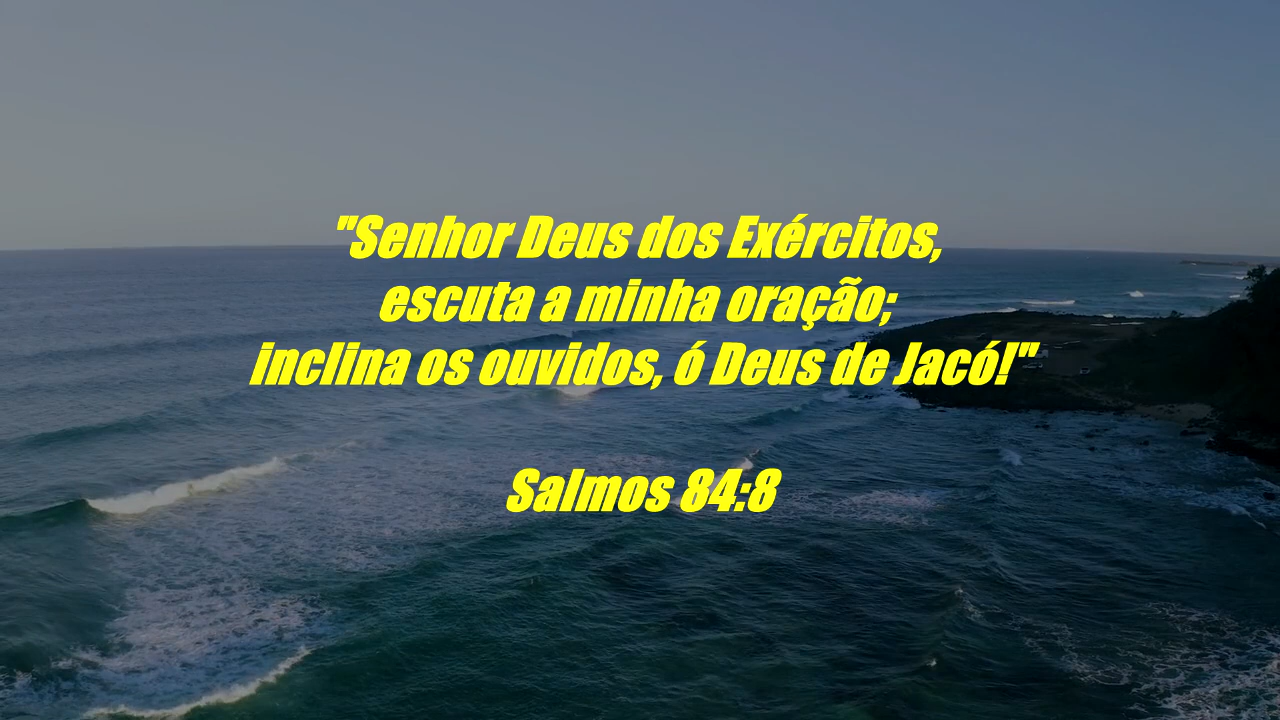 "Senhor Deus dos Exércitos,
escuta a minha oração;
inclina os ouvidos, ó Deus de Jacó!"
Salmos 84:8